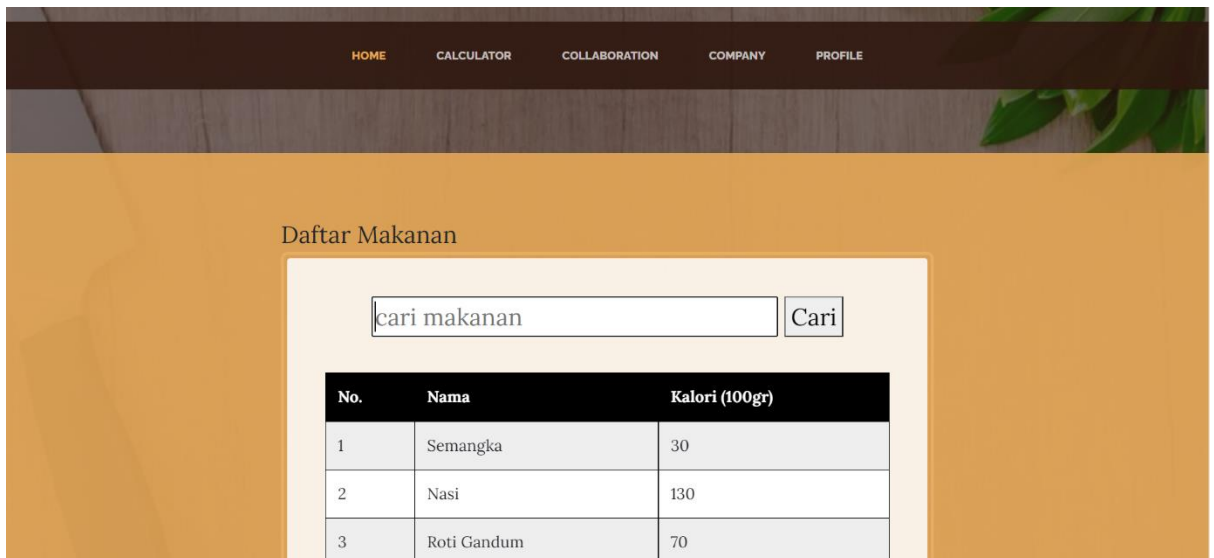 HOME CALCULATOR COLLABORATION COMPANY PROFILE
Daftar Makanan
cari makanan Cari
No. Nama Kalori (100gr)
1 Semangka 30
2 Nasi 130
3 Roti Gandum 70